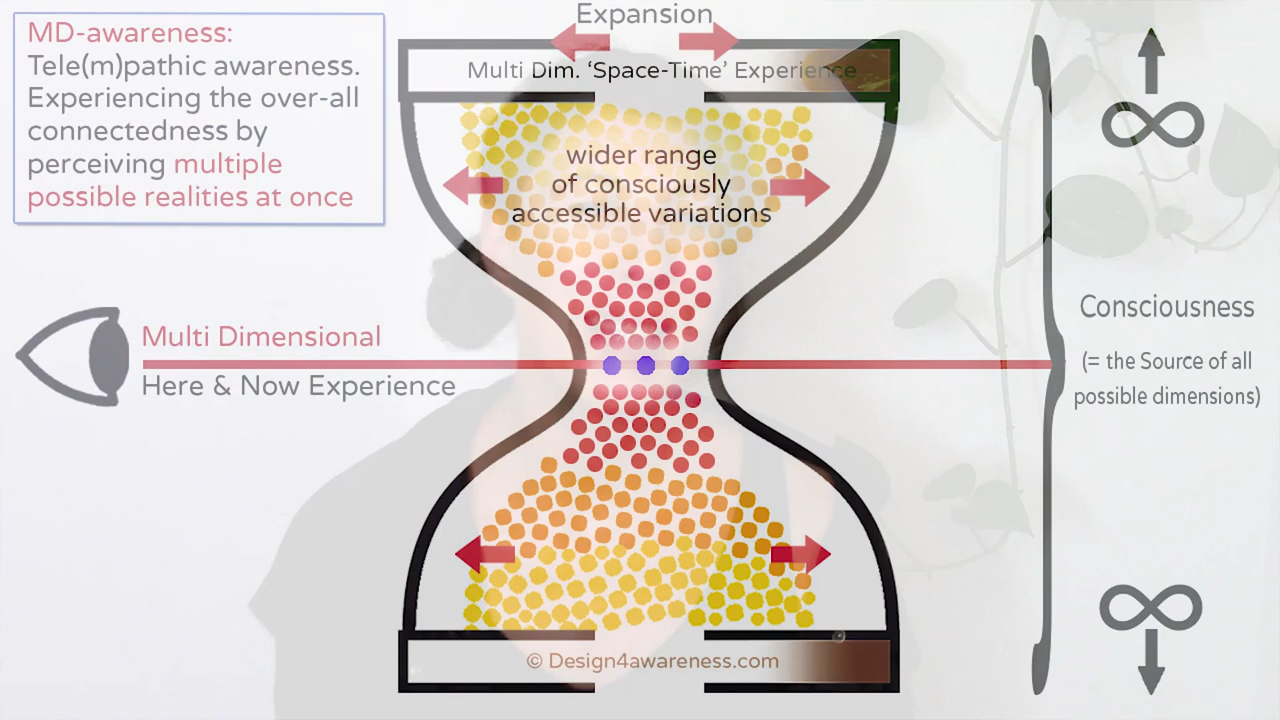 MD-awareness:
Tele(m)pathic awareness.
Experiencing the over-all
connectedness by
perceiving multiple
possible realities at once
Expansion
Multi Dim. ‘Space-Time’ Experience
wider range
of consciously
accessible variations
Multi Dimensional
Here & Now Experience
Consciousness
(= the Source of all
possible dimensions)
© Design4awareness.com